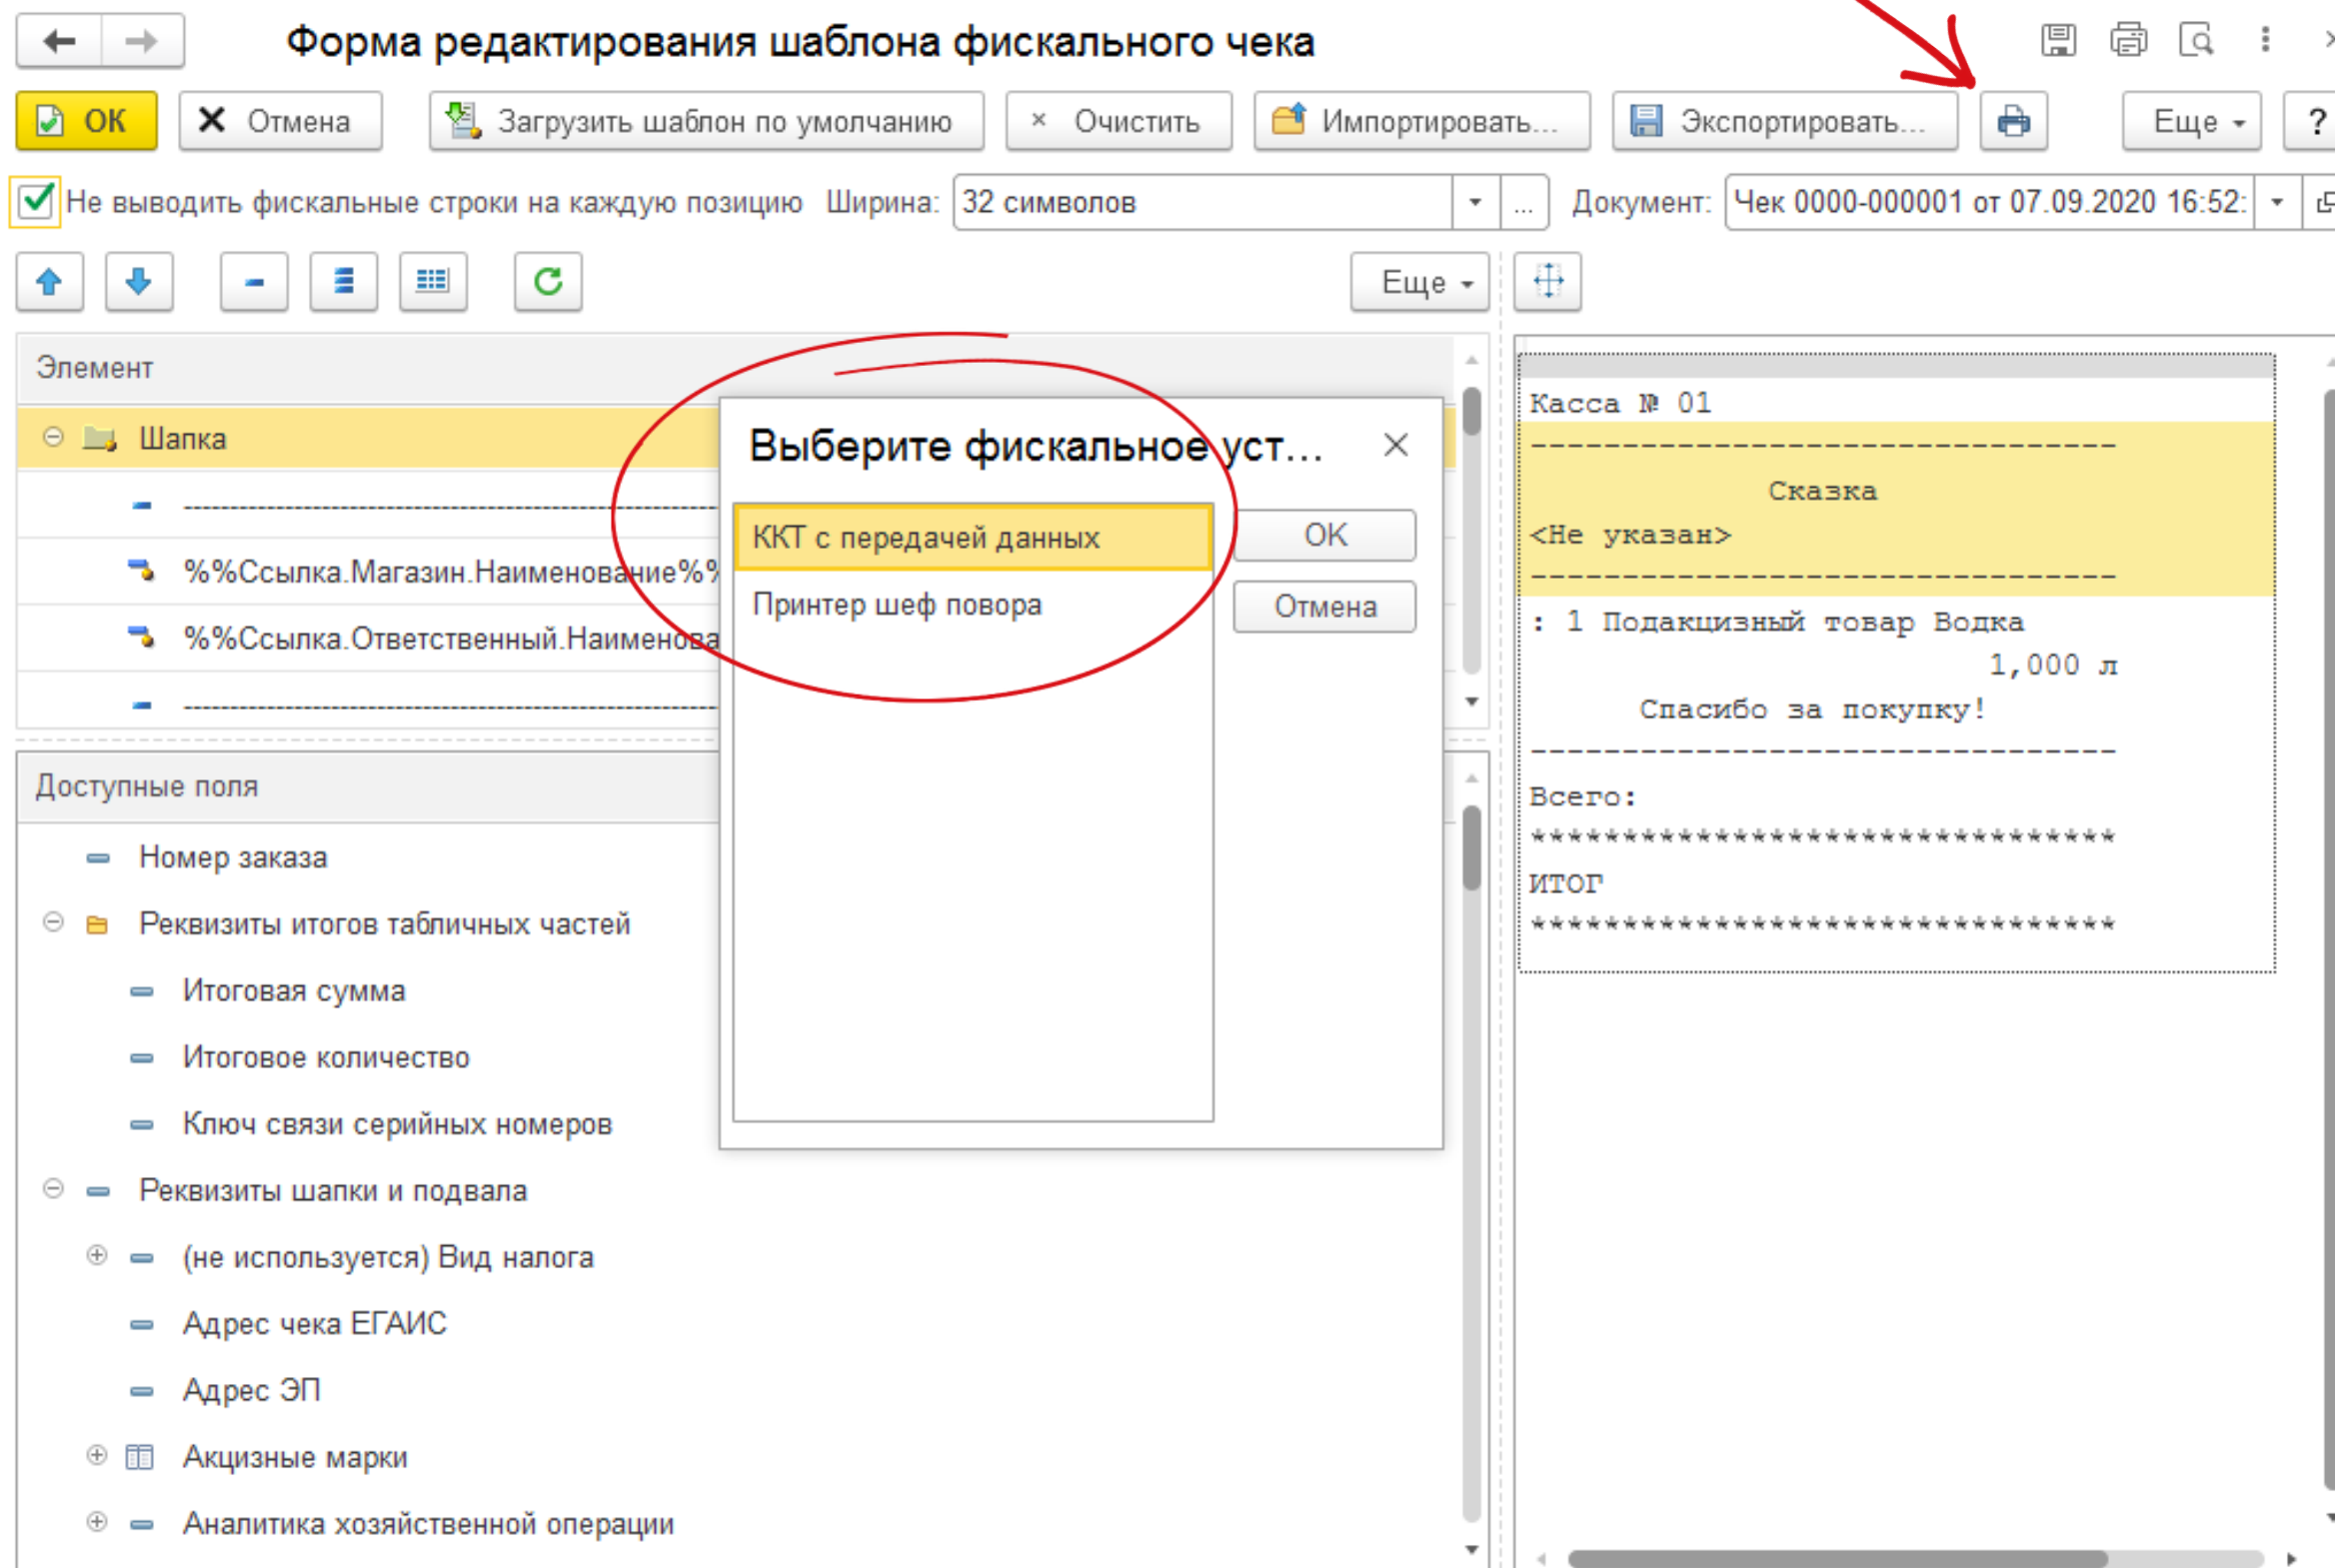 Форма редактирования шаблона фискального чека
ОК
Отмена
Загрузить шаблон по умолчанию
Очистить
Импортировать...
Экспортировать...
Еще
?
Не выводить фискальные строки на каждую позицию
Ширина:
32 символов
...
Документ:
Чек 0000-000001 от 07.09.2020 16:52:
Еще
Элемент
Шапка
--------------------------------
%%Ссылка.Магазин.Наименование%%
%%Ссылка.Ответственный.Наименова
--------------------------------
Выберите фискальное уст...
ККТ с передачей данных
Принтер шеф повора
OK
Отмена
Доступные поля
Номер заказа
Реквизиты итогов табличных частей
Итоговая сумма
Итоговое количество
Ключ связи серийных номеров
Реквизиты шапки и подвала
(не используется) Вид налога
Адрес чека ЕГАИС
Адрес ЭП
Акцизные марки
Аналитика хозяйственной операции
Касса № 01
--------------------------------
Сказка
<Не указан>
--------------------------------
: 1 Подакцизный товар Водка
1,000 л
Спасибо за покупку!
--------------------------------
Всего:
********************************
ИТОГ
********************************